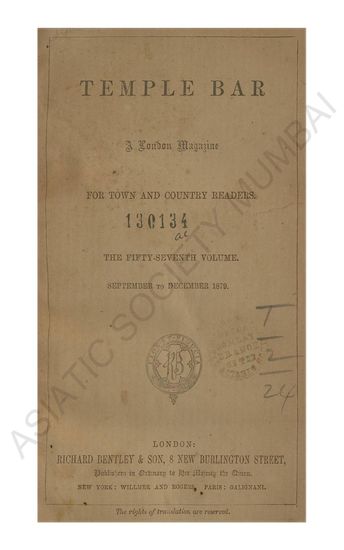 TEMPLE BAR
A London Magazine
FOR TOWN AND COUNTRY READERS.
130134
THE FIFTY-SEVENTH VOLUME.
SEPTEMBER TO DECEMBER 1879.
T
2
24
LONDON:
RICHARD BENTLEY & SON, 8 NEW BURLINGTON STREET,
Publishers in Ordinary to Her Majesty the Queen.
NEW YORK: WILLMER AND ROGERS. PARIS: GALIGNANI.
The rights of translation are reserved.
ASIATIC SOCIETY MUMBAI